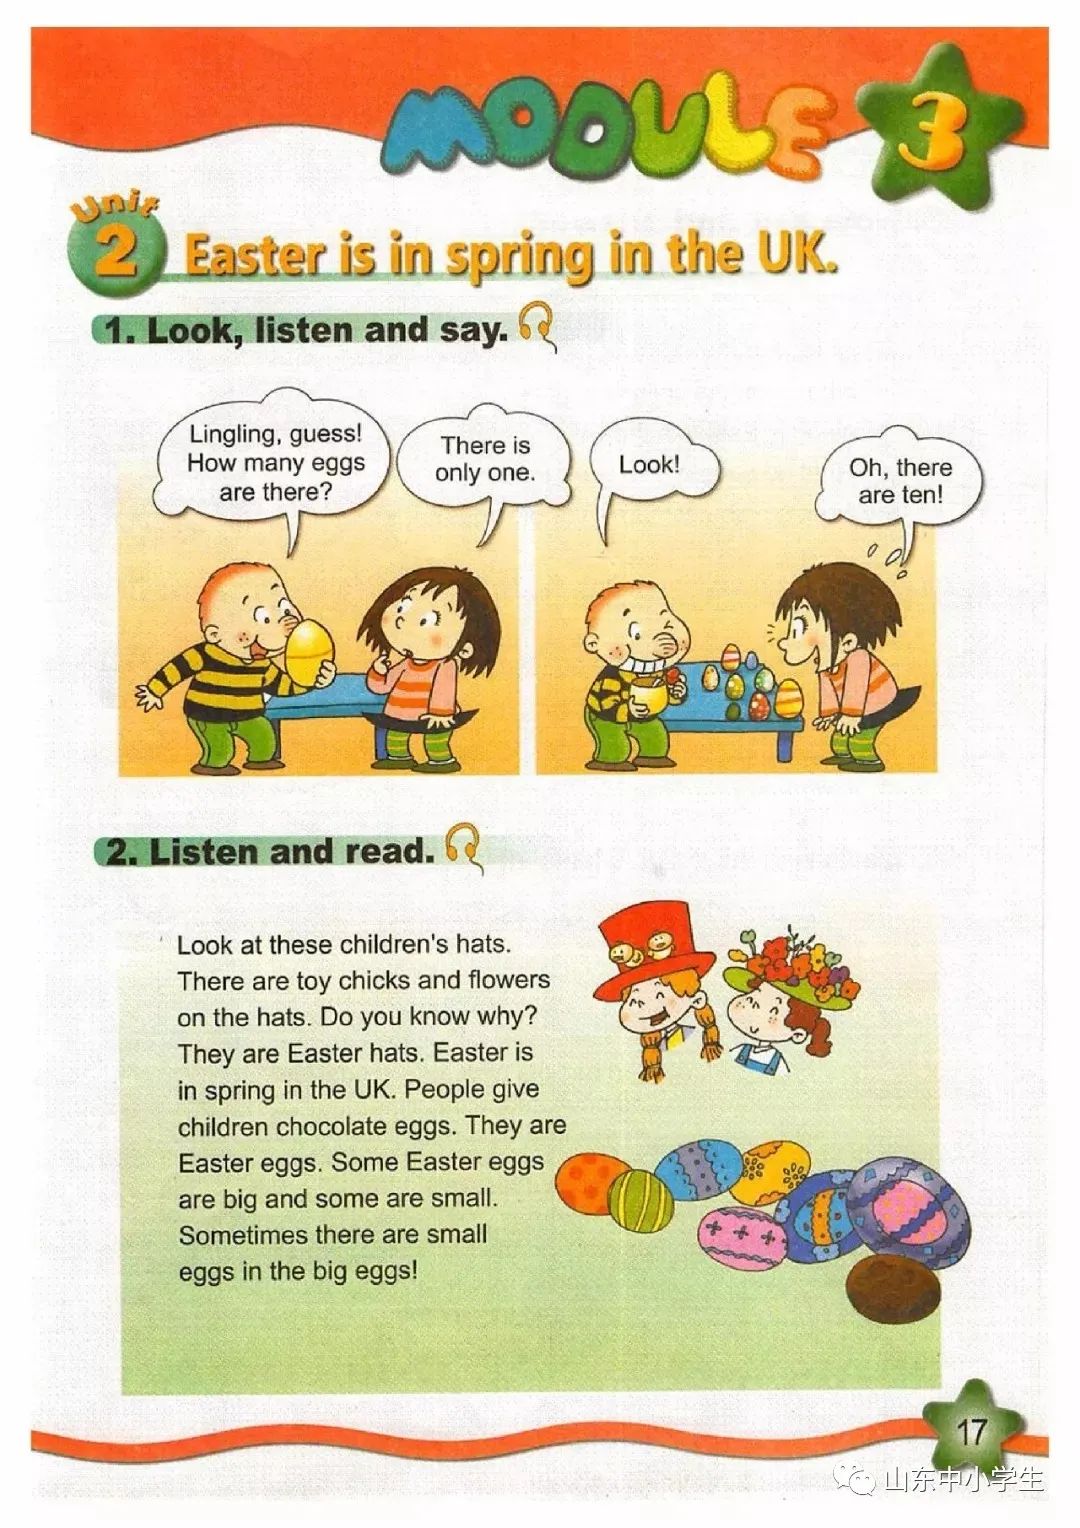 MODULE 3
Unit
2 Easter is in spring in the UK.
1. Look, listen and say.
Lingling, guess!
How many eggs
are there?
There is
only one.
Look!
Oh, there
are ten!
2. Listen and read.
Look at these children's hats.
There are toy chicks and flowers
on the hats. Do you know why?
They are Easter hats. Easter is
in spring in the UK. People give
children chocolate eggs. They are
Easter eggs. Some Easter eggs
are big and some are small.
Sometimes there are small
eggs in the big eggs!
17
山东中小学生